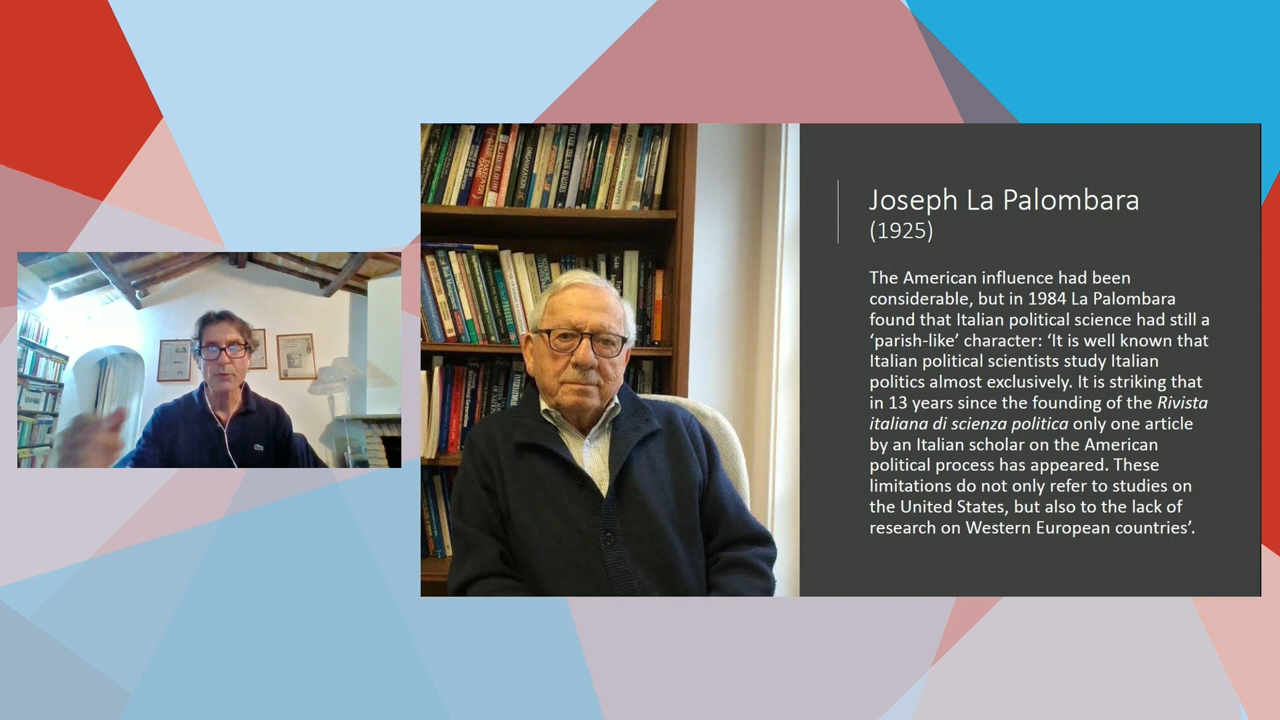 Joseph La Palombara
(1925)
The American influence had been
considerable, but in 1984 La Palombara
found that Italian political science had still a
‘parish-like’ character: ‘It is well known that
Italian political scientists study Italian
politics almost exclusively. It is striking that
in 13 years since the founding of the Rivista
italiana di scienza politica only one article
by an Italian scholar on the American
political process has appeared. These
limitations do not only refer to studies on
the United States, but also to the lack of
research on Western European countries’.